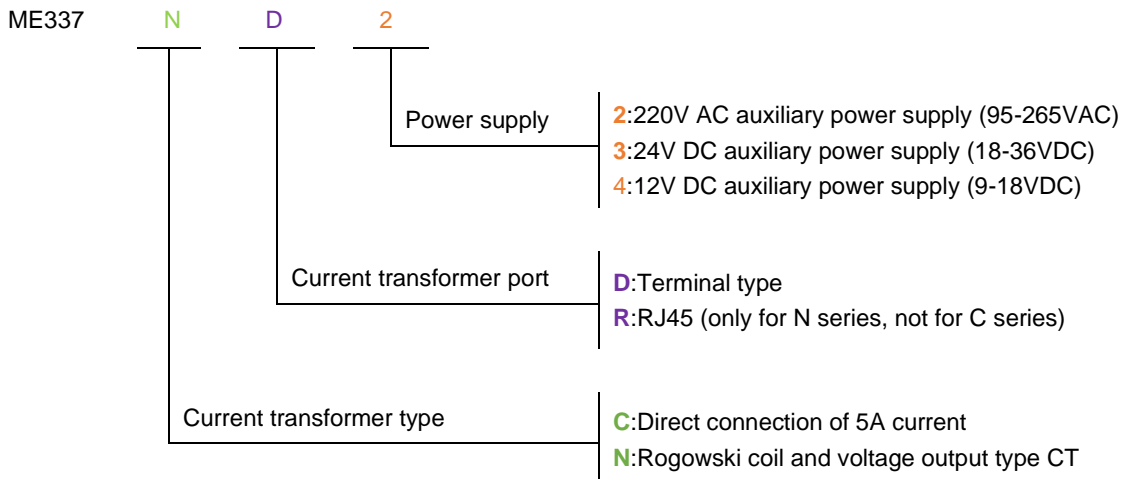 ME337 N D 2
Power supply
2:220V AC auxiliary power supply (95-265VAC)
3:24V DC auxiliary power supply (18-36VDC)
4:12V DC auxiliary power supply (9-18VDC)
Current transformer port
D:Terminal type
R:RJ45 (only for N series, not for C series)
Current transformer type
C:Direct connection of 5A current
N:Rogowski coil and voltage output type CT